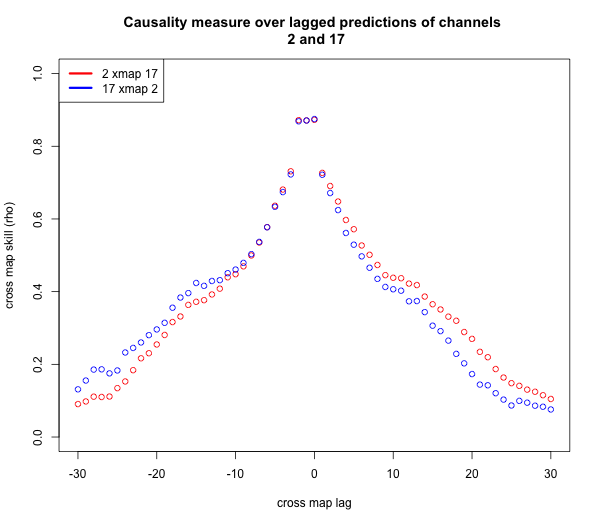 Causality measure over lagged predictions of channels
2 and 17
2 xmap 17
17 xmap 2
cross map skill (rho)
1.0
0.8
0.6
0.4
0.2
0.0
-30 -20 -10 0 10 20 30
cross map lag